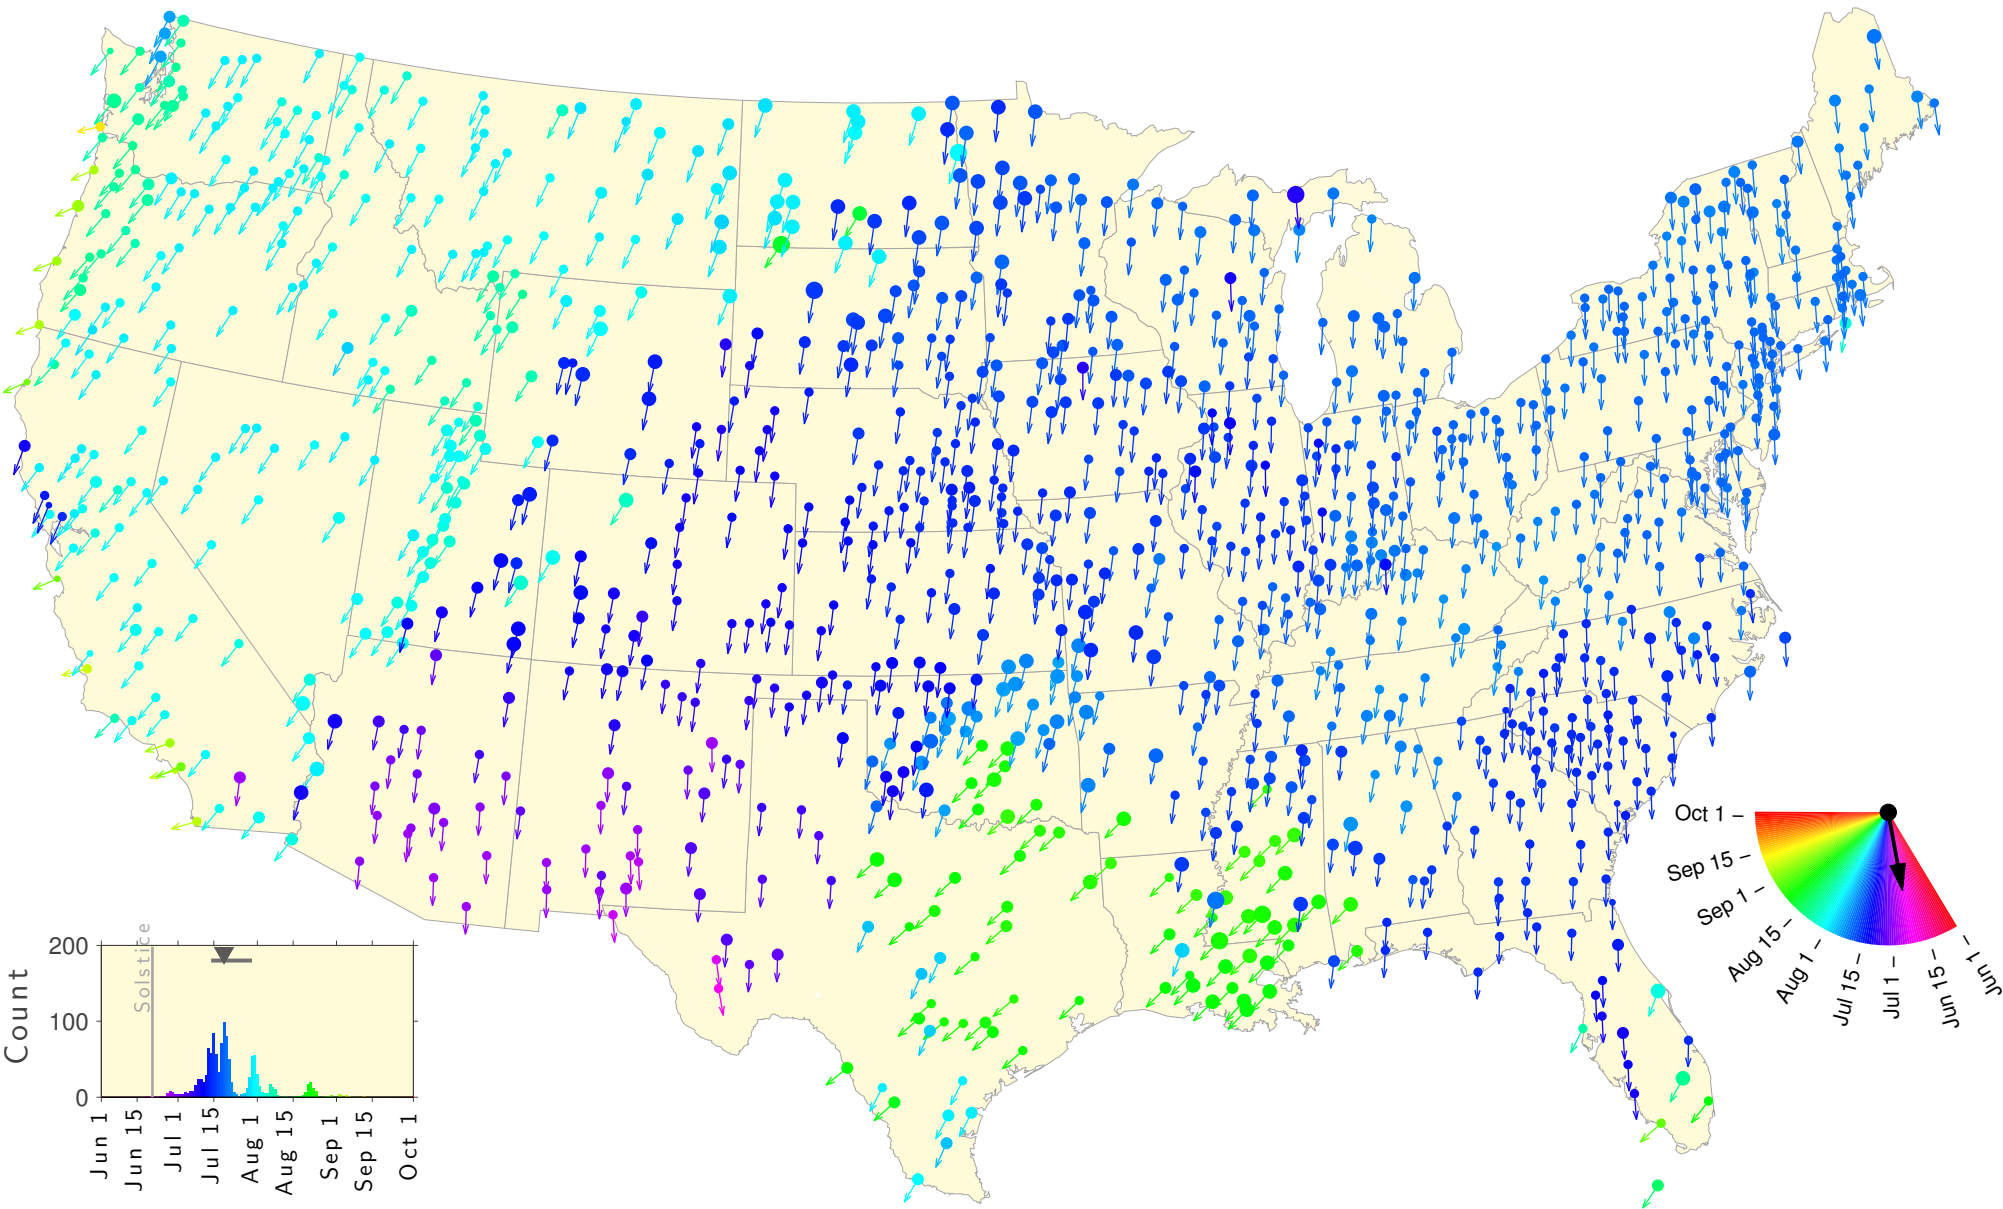 Oct 1 –
Sep 15 –
Sep 1 –
Aug 15 –
Aug 1 –
Jul 15 –
Jul 1 –
Jun 15 –
Jun 1 –
Solstice
Count
200
100
0
Jun 1
Jun 15
Jul 1
Jul 15
Aug 1
Aug 15
Sep 1
Sep 15
Oct 1